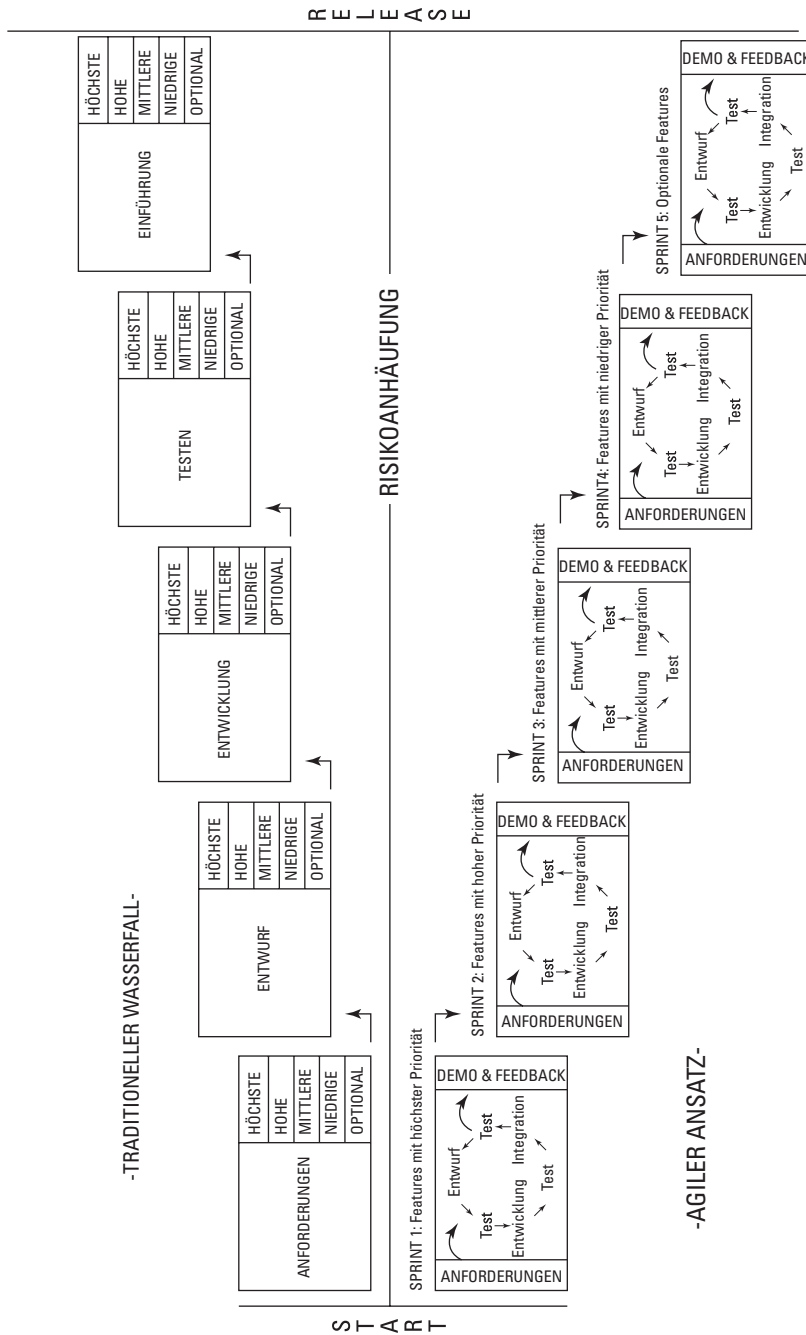 -TRADITIONELLER WASSERFALL-
START
ANFORDERUNGEN
HÖCHSTE
HOHE
MITTLERE
NIEDRIGE
OPTIONAL
ENTWURF
HÖCHSTE
HOHE
MITTLERE
NIEDRIGE
OPTIONAL
ENTWICKLUNG
HÖCHSTE
HOHE
MITTLERE
NIEDRIGE
OPTIONAL
TESTEN
HÖCHSTE
HOHE
MITTLERE
NIEDRIGE
OPTIONAL
EINFÜHRUNG
HÖCHSTE
HOHE
MITTLERE
NIEDRIGE
OPTIONAL
RELEASE
RISIKOANHÄUFUNG
SPRINT 1: Features mit höchster Priorität
ANFORDERUNGEN
Entwurf
Test
Test
Entwicklung
Integration
Test
DEMO & FEEDBACK
SPRINT 2: Features mit hoher Priorität
ANFORDERUNGEN
Entwurf
Test
Test
Entwicklung
Integration
Test
DEMO & FEEDBACK
SPRINT 3: Features mit mittlerer Priorität
ANFORDERUNGEN
Entwurf
Test
Test
Entwicklung
Integration
Test
DEMO & FEEDBACK
SPRINT4: Features mit niedriger Priorität
ANFORDERUNGEN
Entwurf
Test
Test
Entwicklung
Integration
Test
DEMO & FEEDBACK
SPRINT 5: Optionale Features
ANFORDERUNGEN
Entwurf
Test
Test
Entwicklung
Integration
Test
DEMO & FEEDBACK
-AGILER ANSATZ-